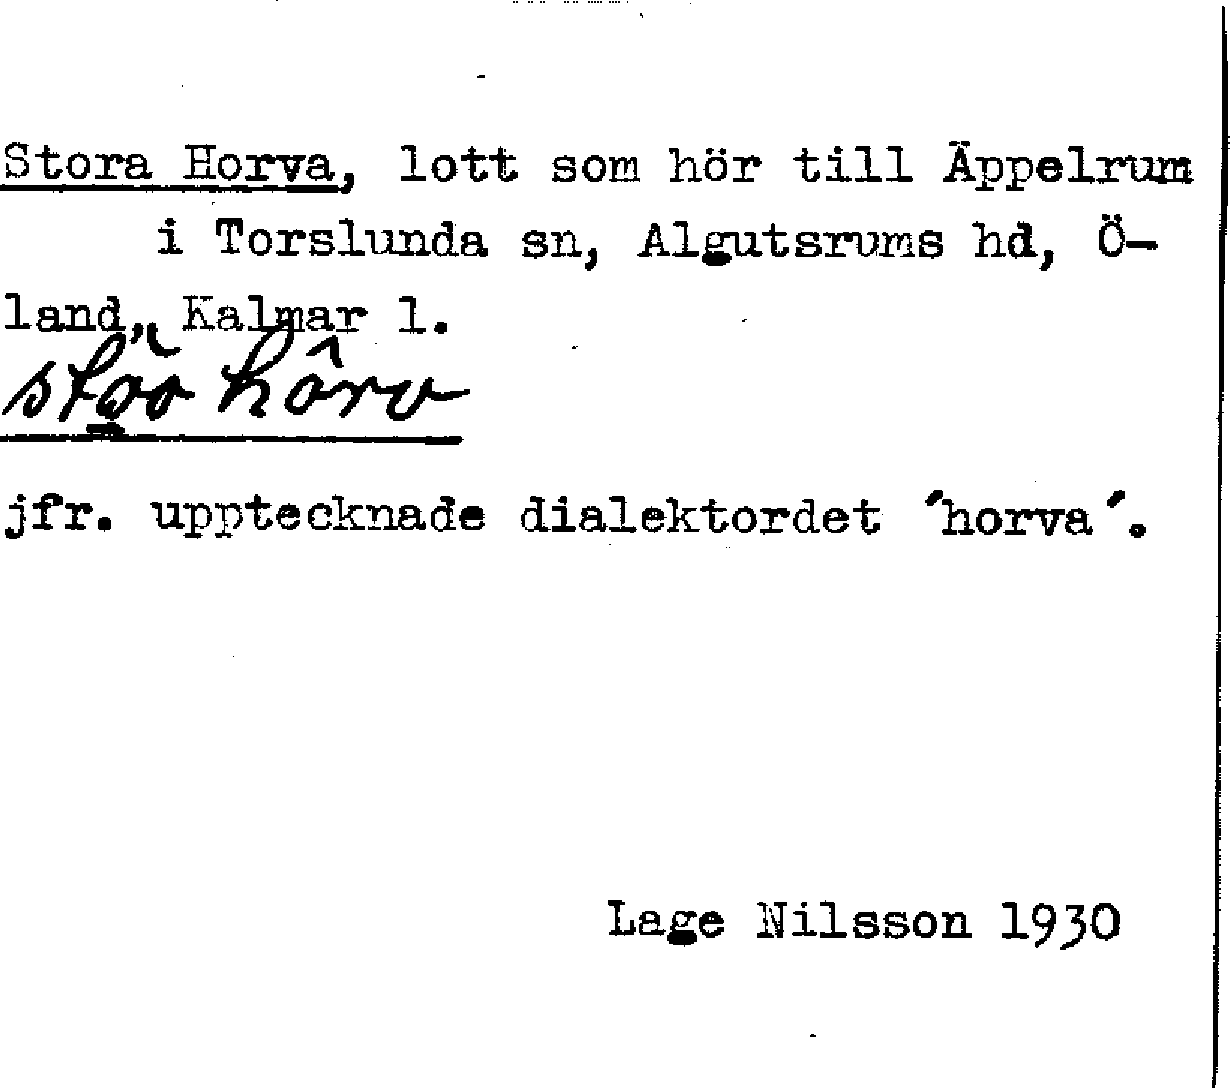 Stora Horva, lott som hör till Äppelrum
i Torslunda sn, Algutsrums hd, Ö-
land, Kalmar l.
jfr. upptecknade dialektordet ´horva´.
Lage Nilsson 1930